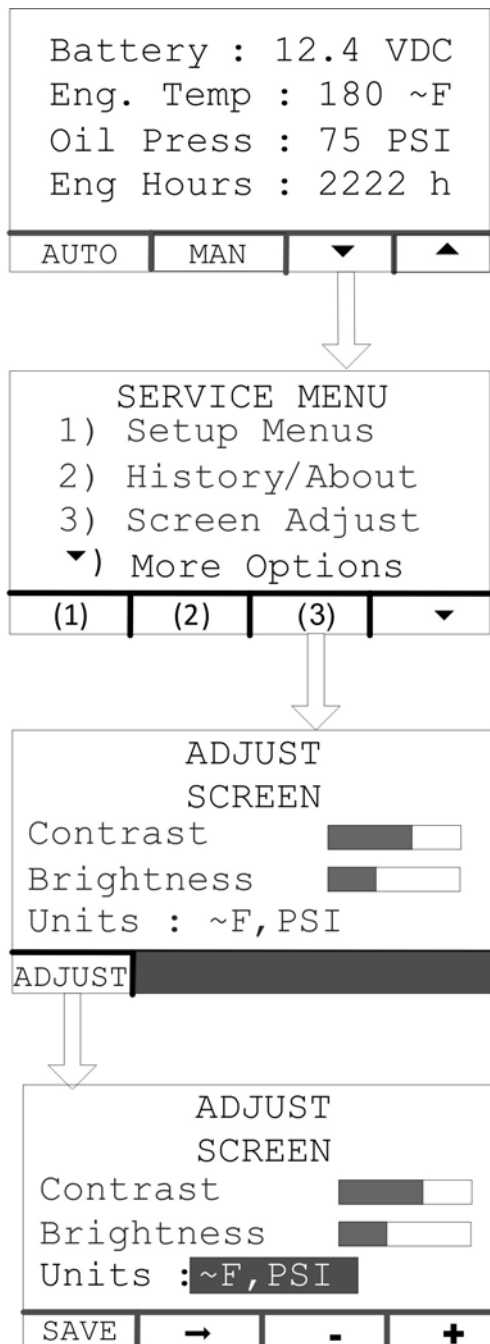 Battery : 12.4 VDC
Eng. Temp : 180 ~F
Oil Press : 75 PSI
Eng Hours : 2222 h
AUTO MAN ▼ ▲
SERVICE MENU
1) Setup Menus
2) History/About
3) Screen Adjust
▼) More Options
(1) (2) (3) ▼
ADJUST
SCREEN
Contrast
Brightness
Units : ~F,PSI
ADJUST
ADJUST
SCREEN
Contrast
Brightness
Units :~F,PSI
SAVE → - +